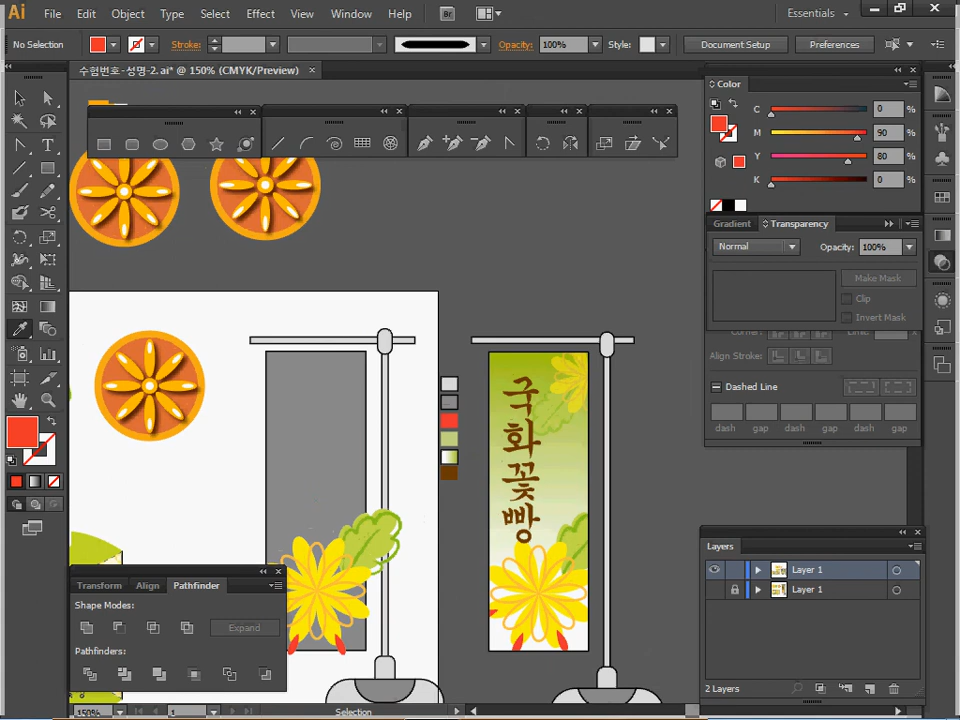 Ai File Edit Object Type Select Effect View Window Help Br Essentials
No Selection Stroke: Opacity: 100% Style: Document Setup Preferences
수험번호-성명-2.ai* @ 150% (CMYK/Preview)
Color
C 0 %
M 90 %
Y 80 %
K 0 %
Gradient Transparency
Normal Opacity: 100%
Make Mask
Clip
Invert Mask
Align Stroke:
Dashed Line
dash gap dash gap dash gap
국화꽃빵
Layers
Layer 1
Layer 1
2 Layers
Transform Align Pathfinder
Shape Modes:
Expand
Pathfinders:
150% 1 Selection